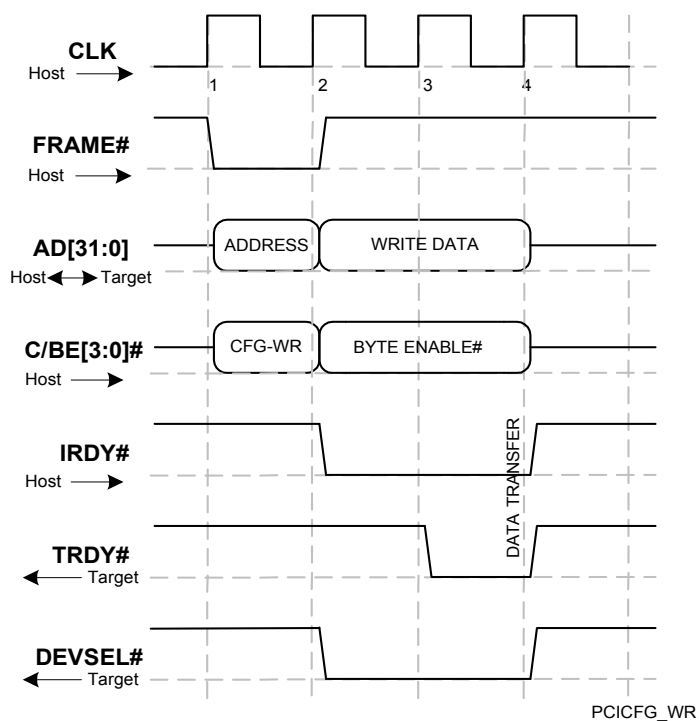 CLK
Host
1
2
3
4
FRAME#
Host
ADDRESS
WRITE DATA
AD[31:0]
Host Target
CFG-WR
BYTE ENABLE#
C/BE[3:0]#
Host
IRDY#
Host
DATA TRANSFER
TRDY#
Target
DEVSEL#
Target
PCICFG_WR